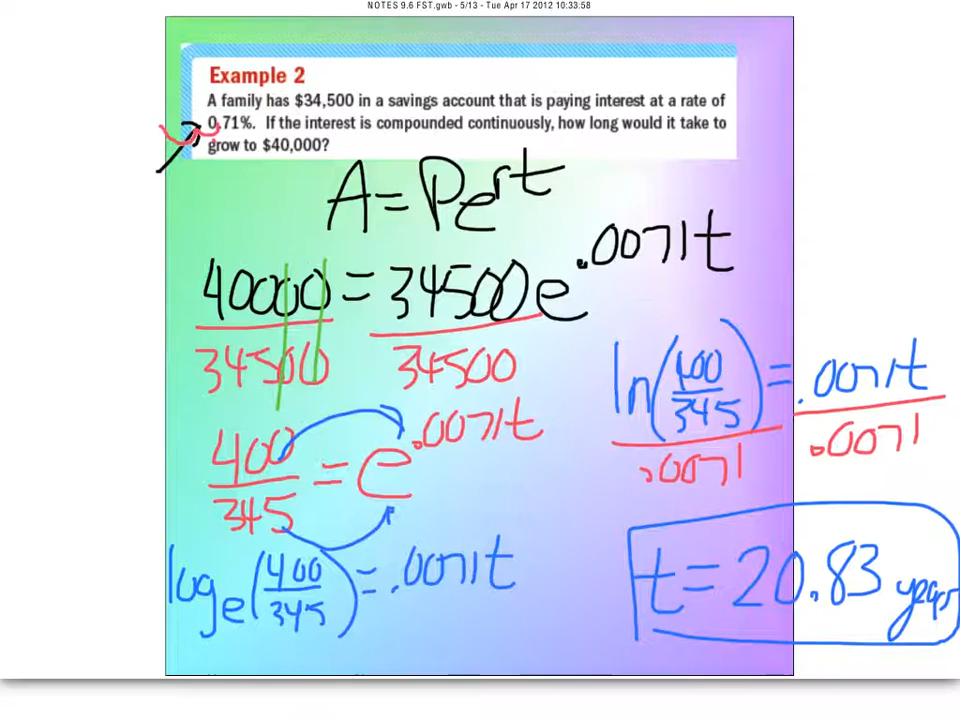 NOTES 9.6 FST.gwb - 5/13 - Tue Apr 17 2012 10:33:58
Example 2
A family has $34,500 in a savings account that is paying interest at a rate of
0.71%. If the interest is compounded continuously, how long would it take to
grow to $40,000?
A = Pe^rt
40000 = 34500e^.0071t
34500 34500
400/345 = e^.0071t
log_e(400/345) = .0071t
ln(400/345) = .0071t
.0071 .0071
t = 20.83 years